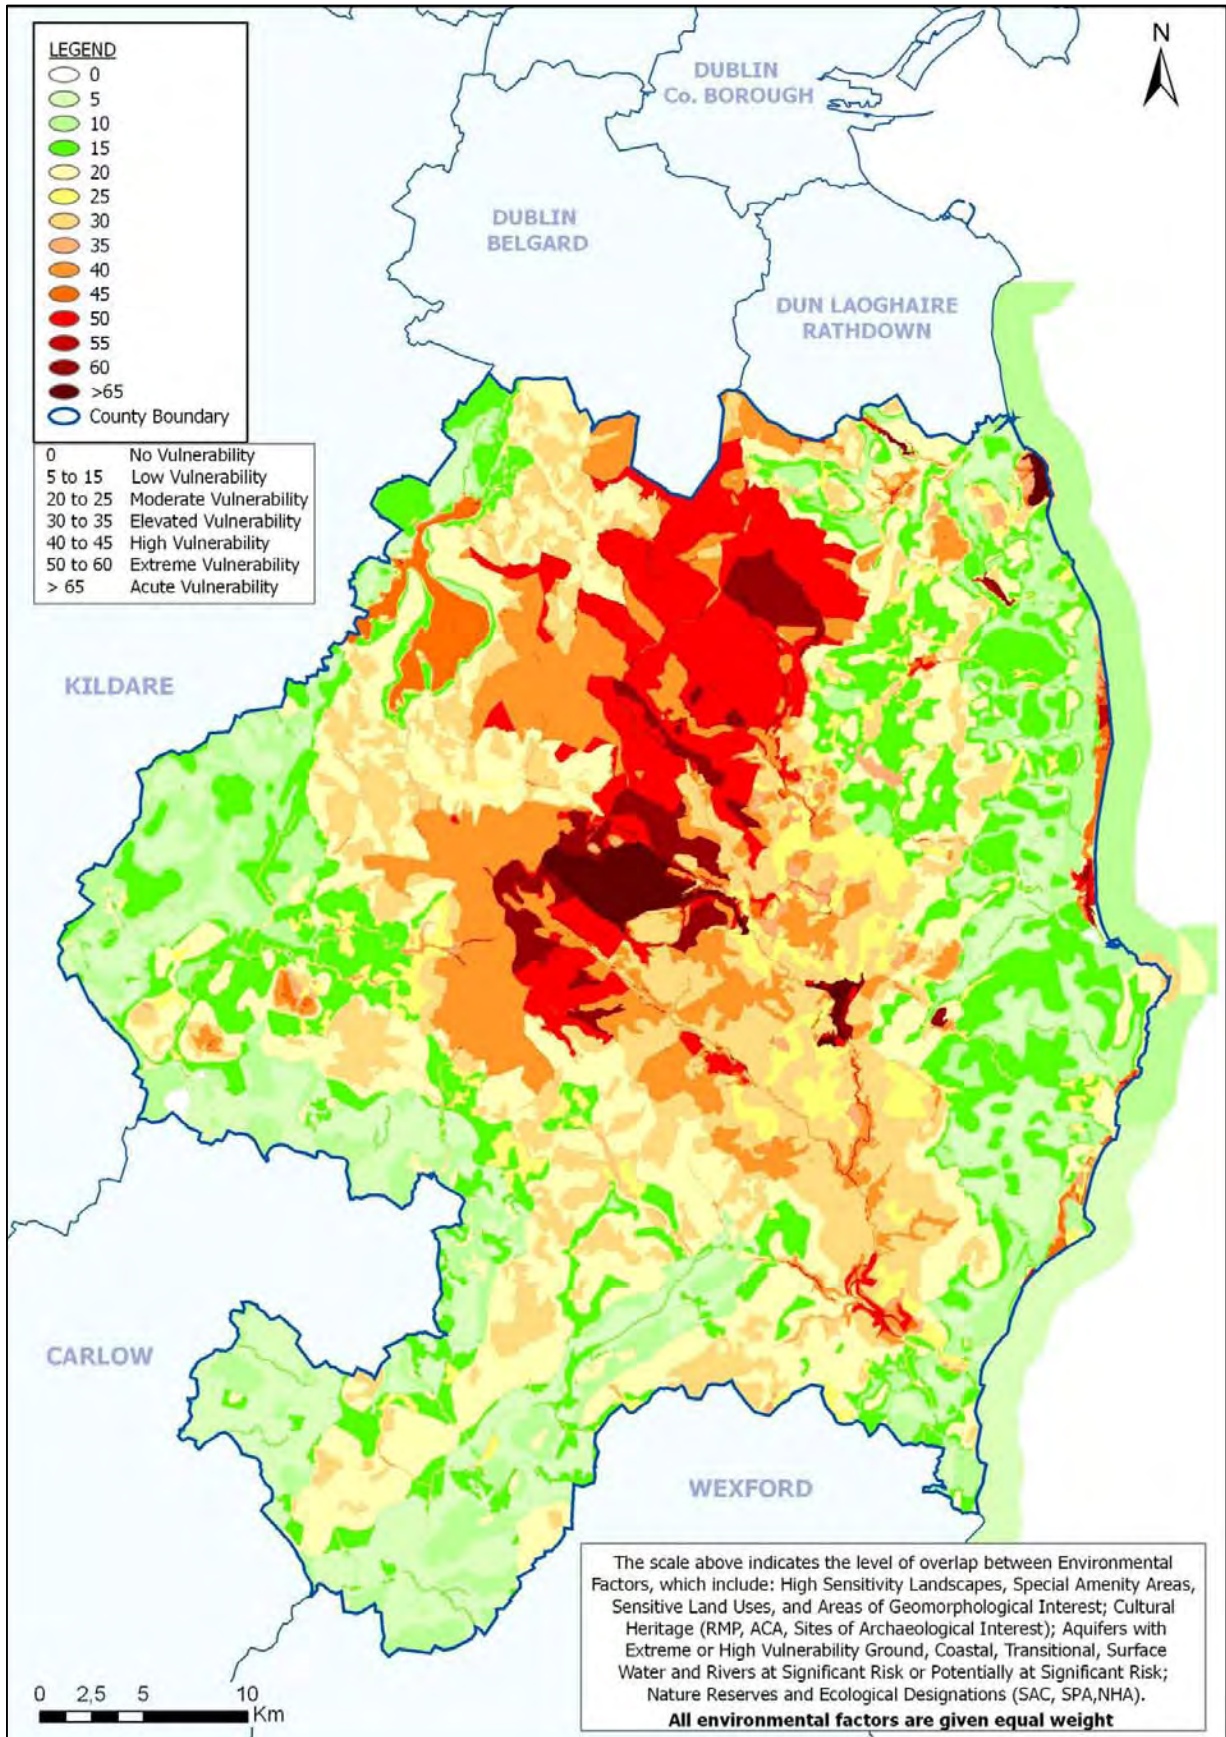 LEGEND
0
5
10
15
20
25
30
35
40
45
50
55
60
>65
County Boundary
0 No Vulnerability
5 to 15 Low Vulnerability
20 to 25 Moderate Vulnerability
30 to 35 Elevated Vulnerability
40 to 45 High Vulnerability
50 to 60 Extreme Vulnerability
> 65 Acute Vulnerability
N
DUBLIN
Co. BOROUGH
DUBLIN
BELGARD
DUN LAOGHAIRE
RATHDOWN
KILDARE
CARLOW
WEXFORD
0 2,5 5 10
Km
The scale above indicates the level of overlap between Environmental
Factors, which include: High Sensitivity Landscapes, Special Amenity Areas,
Sensitive Land Uses, and Areas of Geomorphological Interest; Cultural
Heritage (RMP, ACA, Sites of Archaeological Interest); Aquifers with
Extreme or High Vulnerability Ground, Coastal, Transitional, Surface
Water and Rivers at Significant Risk or Potentially at Significant Risk;
Nature Reserves and Ecological Designations (SAC, SPA,NHA).
All environmental factors are given equal weight